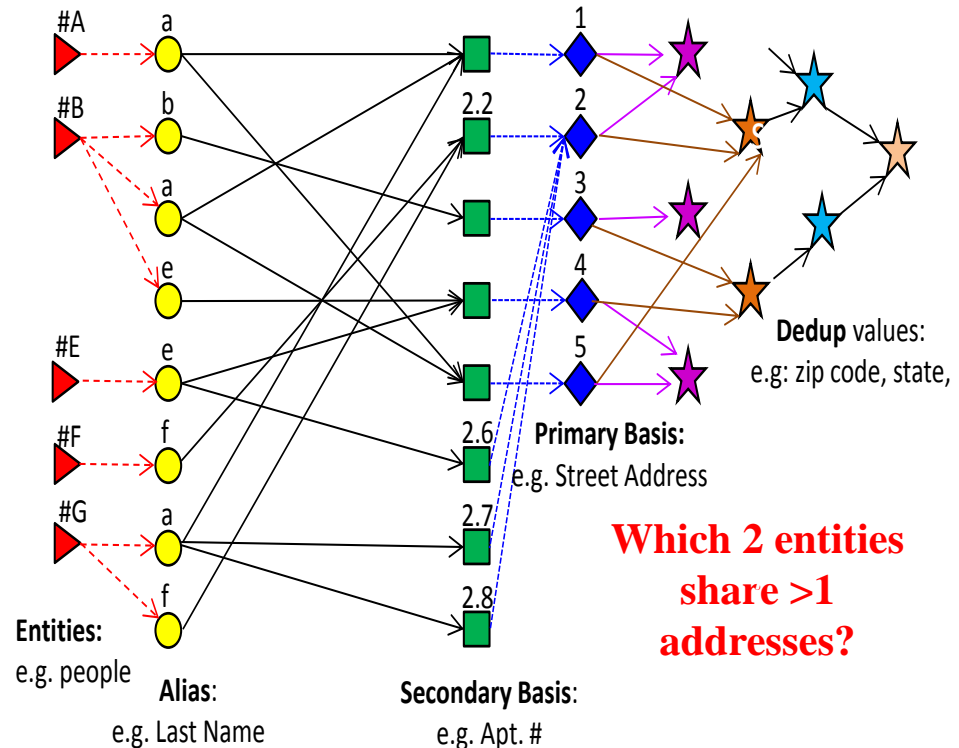 #A
a
1
#B
b
2.2
2
a
3
e
4
#E
e
5
Dedup values:
e.g: zip code, state,
#F
f
2.6
Primary Basis:
e.g. Street Address
#G
a
2.7
Which 2 entities
share >1
addresses?
f
2.8
Entities:
e.g. people
Alias:
e.g. Last Name
Secondary Basis:
e.g. Apt. #